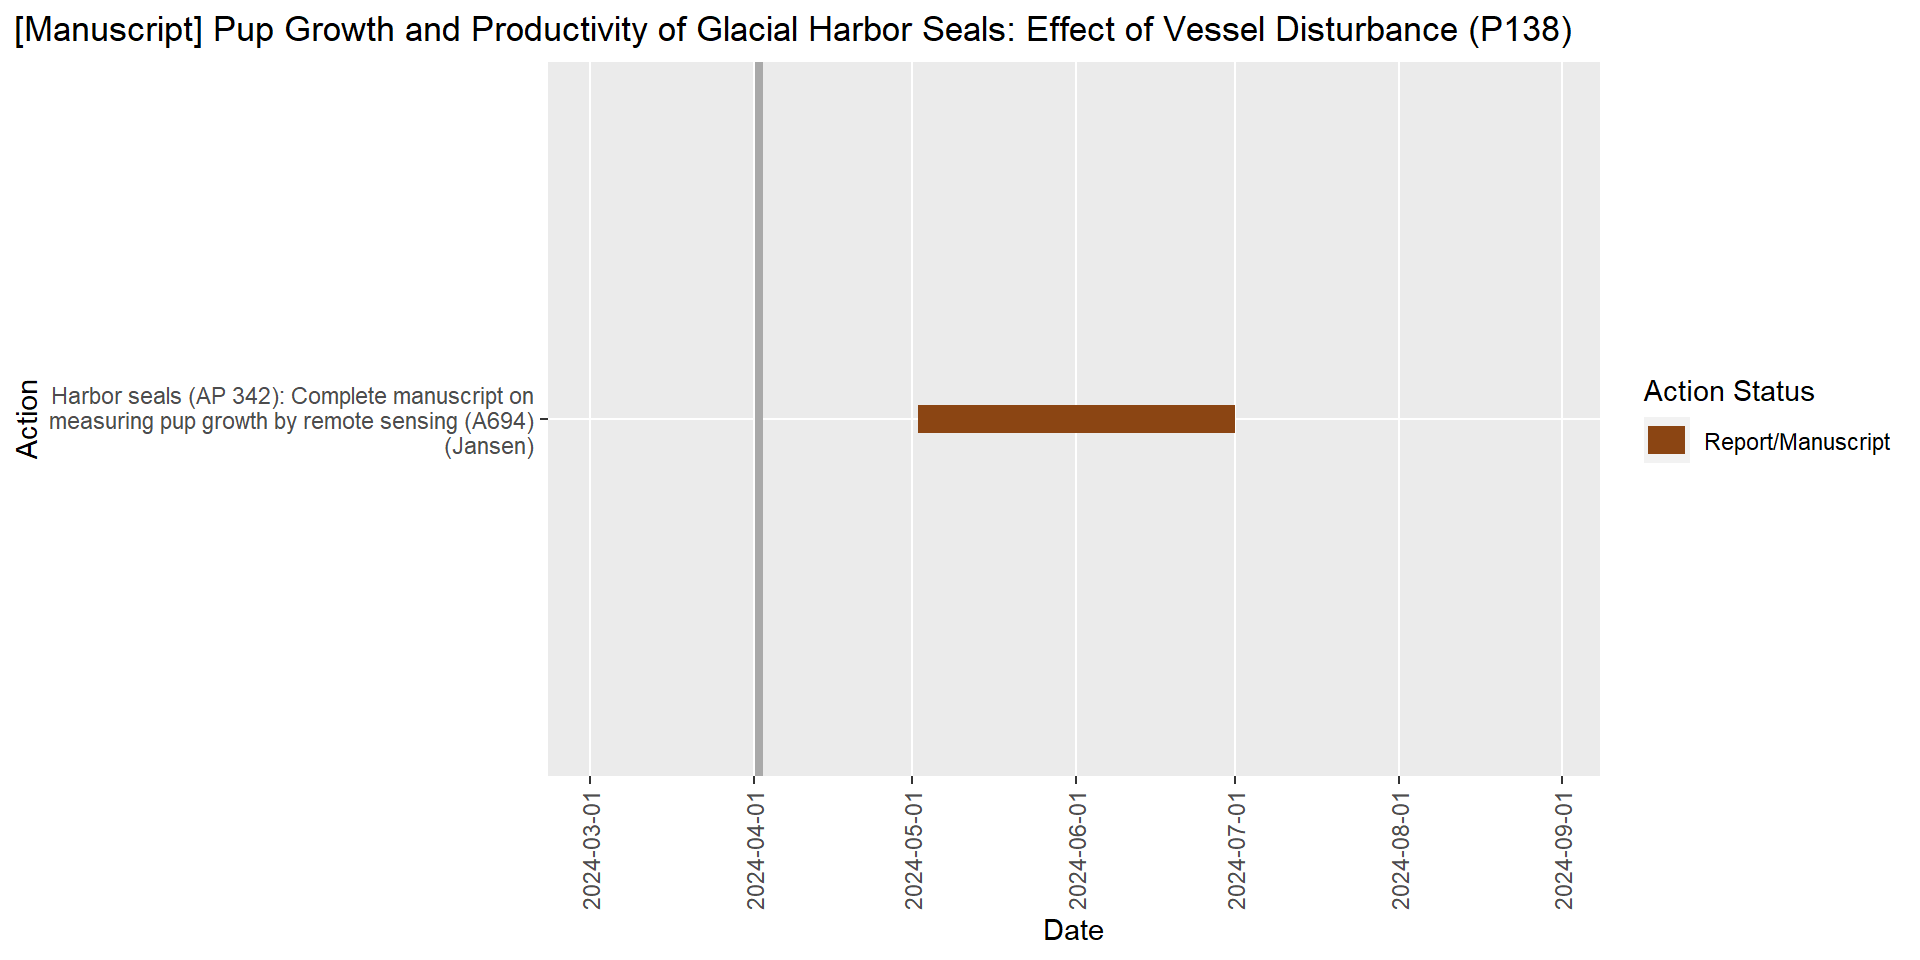 [Manuscript] Pup Growth and Productivity of Glacial Harbor Seals: Effect of Vessel Disturbance (P138)
Action
Harbor seals (AP 342): Complete manuscript on
measuring pup growth by remote sensing (A694)
(Jansen)
Action Status
Report/Manuscript
2024-03-01
2024-04-01
2024-05-01
2024-06-01
2024-07-01
2024-08-01
2024-09-01
Date